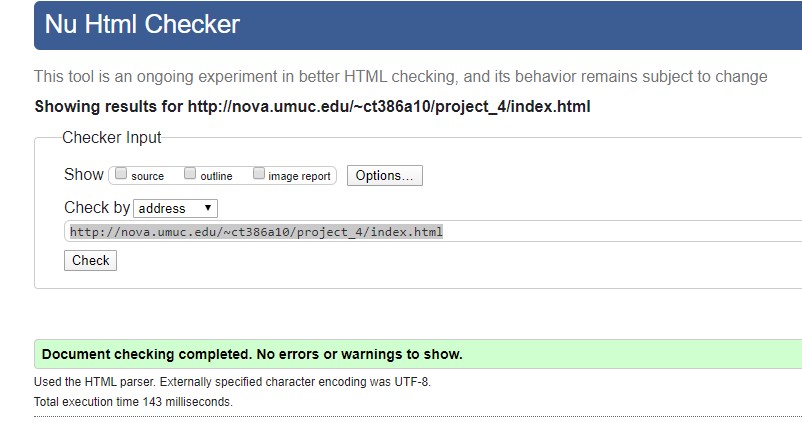 Nu Html Checker
This tool is an ongoing experiment in better HTML checking, and its behavior remains subject to change
Showing results for http://nova.umuc.edu/~ct386a10/project_4/index.html
Checker Input
Show source outline image report Options...
Check by address
http://nova.umuc.edu/~ct386a10/project_4/index.html
Check
Document checking completed. No errors or warnings to show.
Used the HTML parser. Externally specified character encoding was UTF-8.
Total execution time 143 milliseconds.